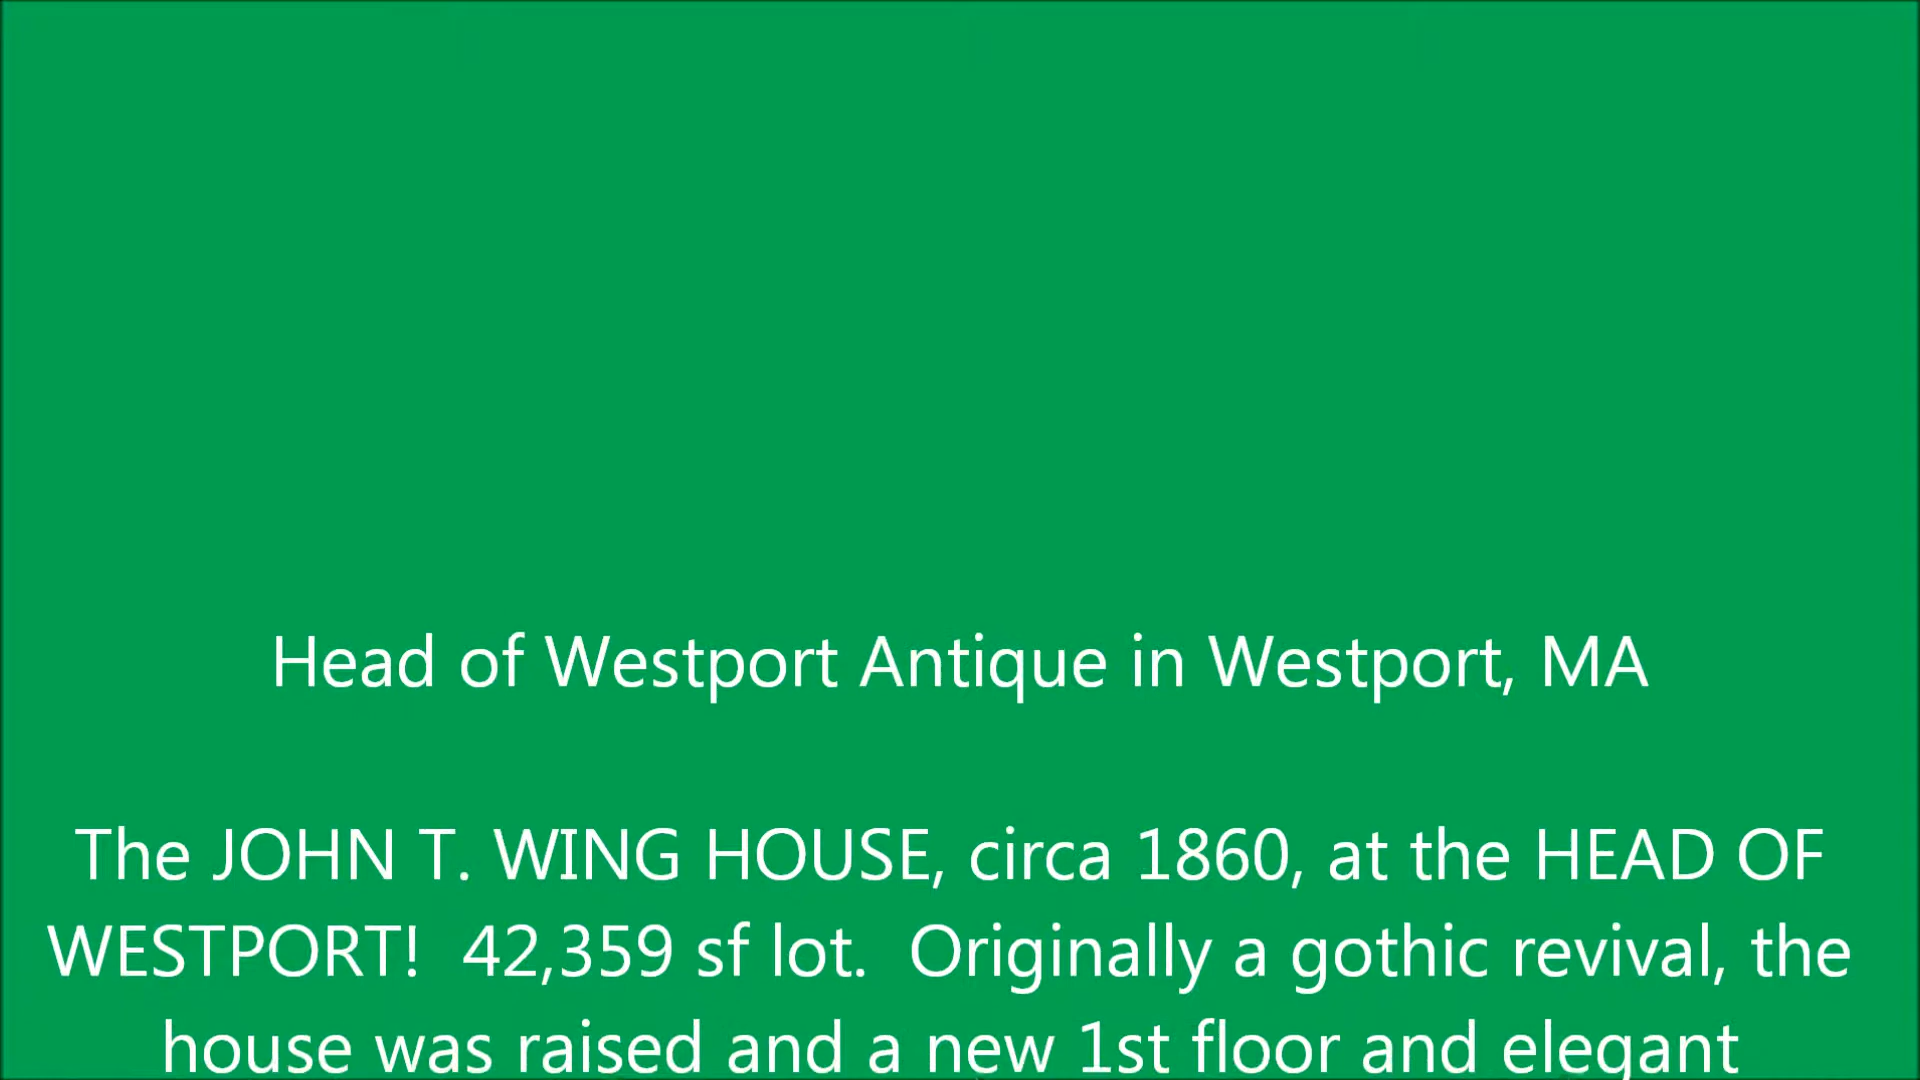 Head of Westport Antique in Westport, MA
The JOHN T. WING HOUSE, circa 1860, at the HEAD OF
WESTPORT!  42,359 sf lot.  Originally a gothic revival, the
house was raised and a new 1st floor and elegant